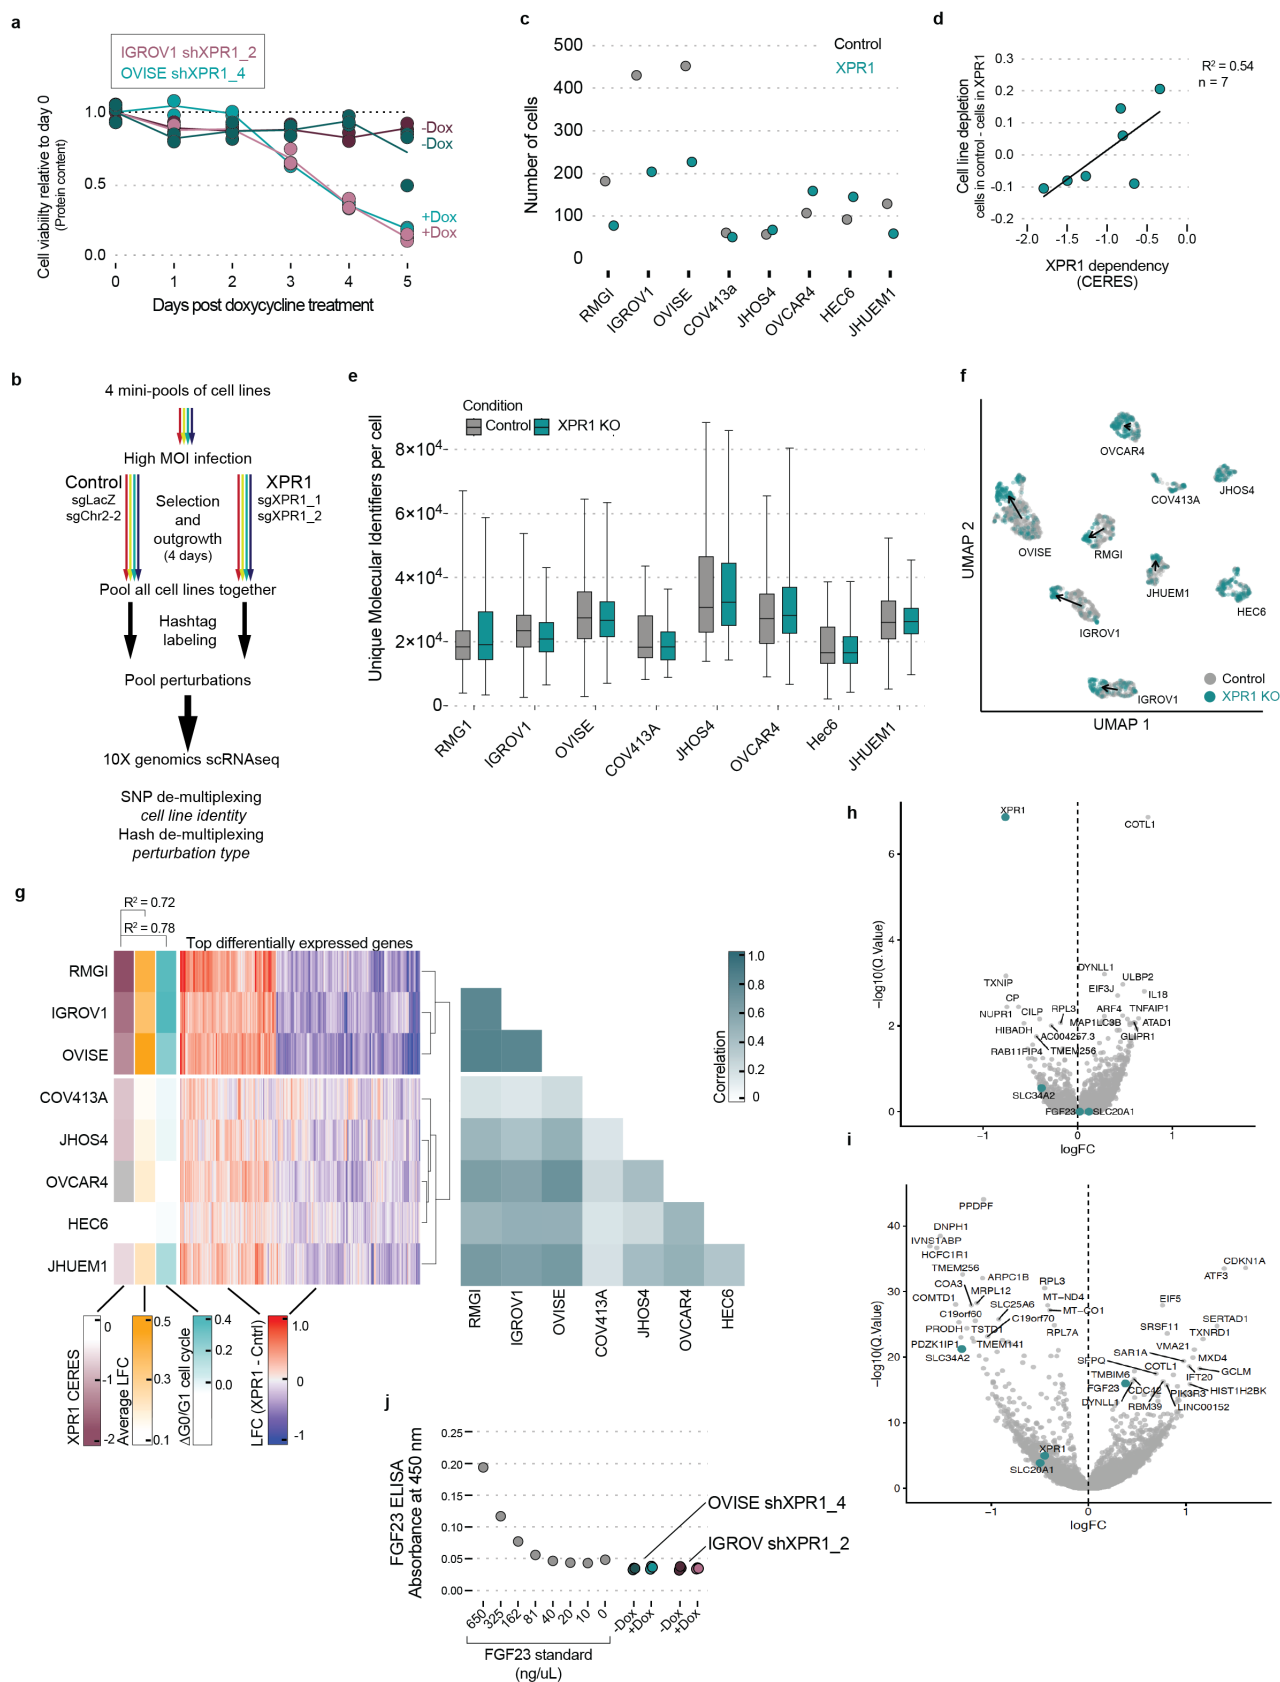 a
IGROV1 shXPR1_2
OVISE shXPR1_4
Cell viability relative to day 0
(Protein content)
1.0
0.5
0.0
-Dox
-Dox
+Dox
+Dox
0 1 2 3 4 5
Days post doxycycline treatment
b
4 mini-pools of cell lines
High MOI infection
Control
sgLacZ
sgChr2-2
Selection
and
outgrowth
(4 days)
XPR1
sgXPR1_1
sgXPR1_2
Pool all cell lines together
Hashtag
labeling
Pool perturbations
10X genomics scRNAseq
SNP de-multiplexing
cell line identity
Hash de-multiplexing
perturbation type
c
Number of cells
500
400
300
200
100
0
Control
XPR1
RMGI
IGROV1
OVISE
COV413a
JHOS4
OVCAR4
HEC6
JHUEM1
d
Cell line depletion
cells in control - cells in XPR1
0.3
0.2
0.1
0.0
-0.1
-0.2
R² = 0.54
n = 7
-2.0 -1.5 -1.0 -0.5 0.0
XPR1 dependency
(CERES)
e
Condition
Control XPR1 KO
Unique Molecular Identifiers per cell
8×10⁴
6×10⁴
4×10⁴
2×10⁴
0
RMG1
IGROV1
OVISE
COV413A
JHOS4
OVCAR4
Hec6
JHUEM1
f
UMAP 2
OVCAR4
COV413A
JHOS4
OVISE
RMGI
JHUEM1
HEC6
IGROV1
IGROV1
Control
XPR1 KO
UMAP 1
g
R² = 0.72
R² = 0.78
Top differentially expressed genes
RMGI
IGROV1
OVISE
COV413A
JHOS4
OVCAR4
HEC6
JHUEM1
XPR1 CERES
0
-1
-2
Average LFC
0.5
0.3
0.1
ΔG0/G1 cell cycle
0.4
0.2
0.0
LFC (XPR1 - Cntrl)
1.0
0
-1
Correlation
1.0
0.8
0.6
0.4
0.2
0
RMGI
IGROV1
OVISE
COV413A
JHOS4
OVCAR4
HEC6
h
−log10(Q.Value)
6
4
2
0
XPR1
COTL1
DYNLL1
TXNIP
ULBP2
EIF3J
IL18
CP
NUPR1
CILP
RPL3
ARF4
TNFAIP1
HIBADH
MAP1LC3B
ATAD1
AC004257.3
GLIPR1
RAB11FIP4
TMEM256
SLC34A2
FGF23
SLC20A1
−1 0 1
logFC
i
−log10(Q.Value)
40
30
20
10
0
PPDPF
DNPH1
IVNS1ABP
HCFC1R1
TMEM256
COA3
ARPC1B
MRPL12
RPL3
COMTD1
SLC25A6
MT−ND4
MT−CO1
C19orf60
C19orf70
PRODH
TSTD1
RPL7A
PDZK1IP1
TMEM141
SLC34A2
CDKN1A
ATF3
EIF5
SERTAD1
SRSF11
TXNRD1
VMA21
SAR1A
MXD4
SFPQ
COTL1
GCLM
TMBIM6
IFT20
FGF23
CDC42
PIK3R3
HIST1H2BK
DYNLL1
RBM39
LINC00152
XPR1
SLC20A1
−1 0 1
logFC
j
FGF23 ELISA
Absorbance at 450 nm
0.25
0.20
0.15
0.10
0.05
0.00
OVISE shXPR1_4
IGROV shXPR1_2
650
325
162
81
40
20
10
0
-Dox
+Dox
-Dox
+Dox
FGF23 standard
(ng/uL)